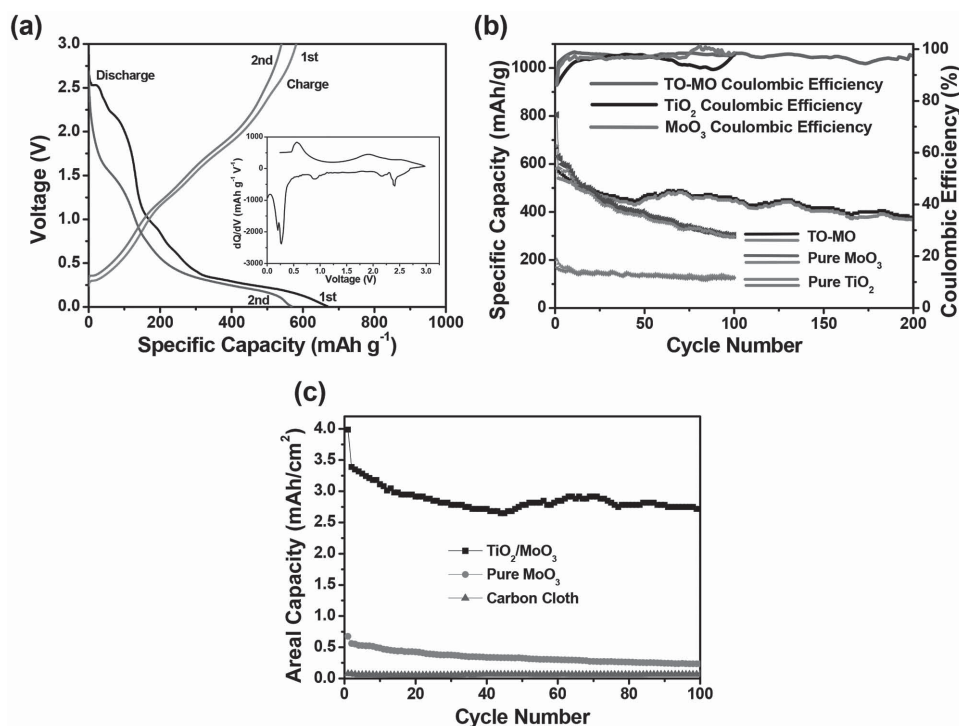 (a)
3.0
2.5
2.0
1.5
1.0
0.5
0.0
Voltage (V)
Discharge
2nd
1st
Charge
1000
0
-1000
-2000
-3000
dQ/dV (mAh g⁻¹ V⁻¹)
0.0 0.5 1.0 1.5 2.0 2.5 3.0
Voltage (V)
2nd
1st
0 200 400 600 800 1000
Specific Capacity (mAh g⁻¹)
(b)
1000
800
600
400
200
0
Specific Capacity (mAh/g)
TO-MO Coulombic Efficiency
TiO₂ Coulombic Efficiency
MoO₃ Coulombic Efficiency
TO-MO
Pure MoO₃
Pure TiO₂
100
80
60
40
20
0
Coulombic Efficiency (%)
0 50 100 150 200
Cycle Number
(c)
4.0
3.5
3.0
2.5
2.0
1.5
1.0
0.5
0.0
Areal Capacity (mAh/cm²)
TiO₂/MoO₃
Pure MoO₃
Carbon Cloth
0 20 40 60 80 100
Cycle Number